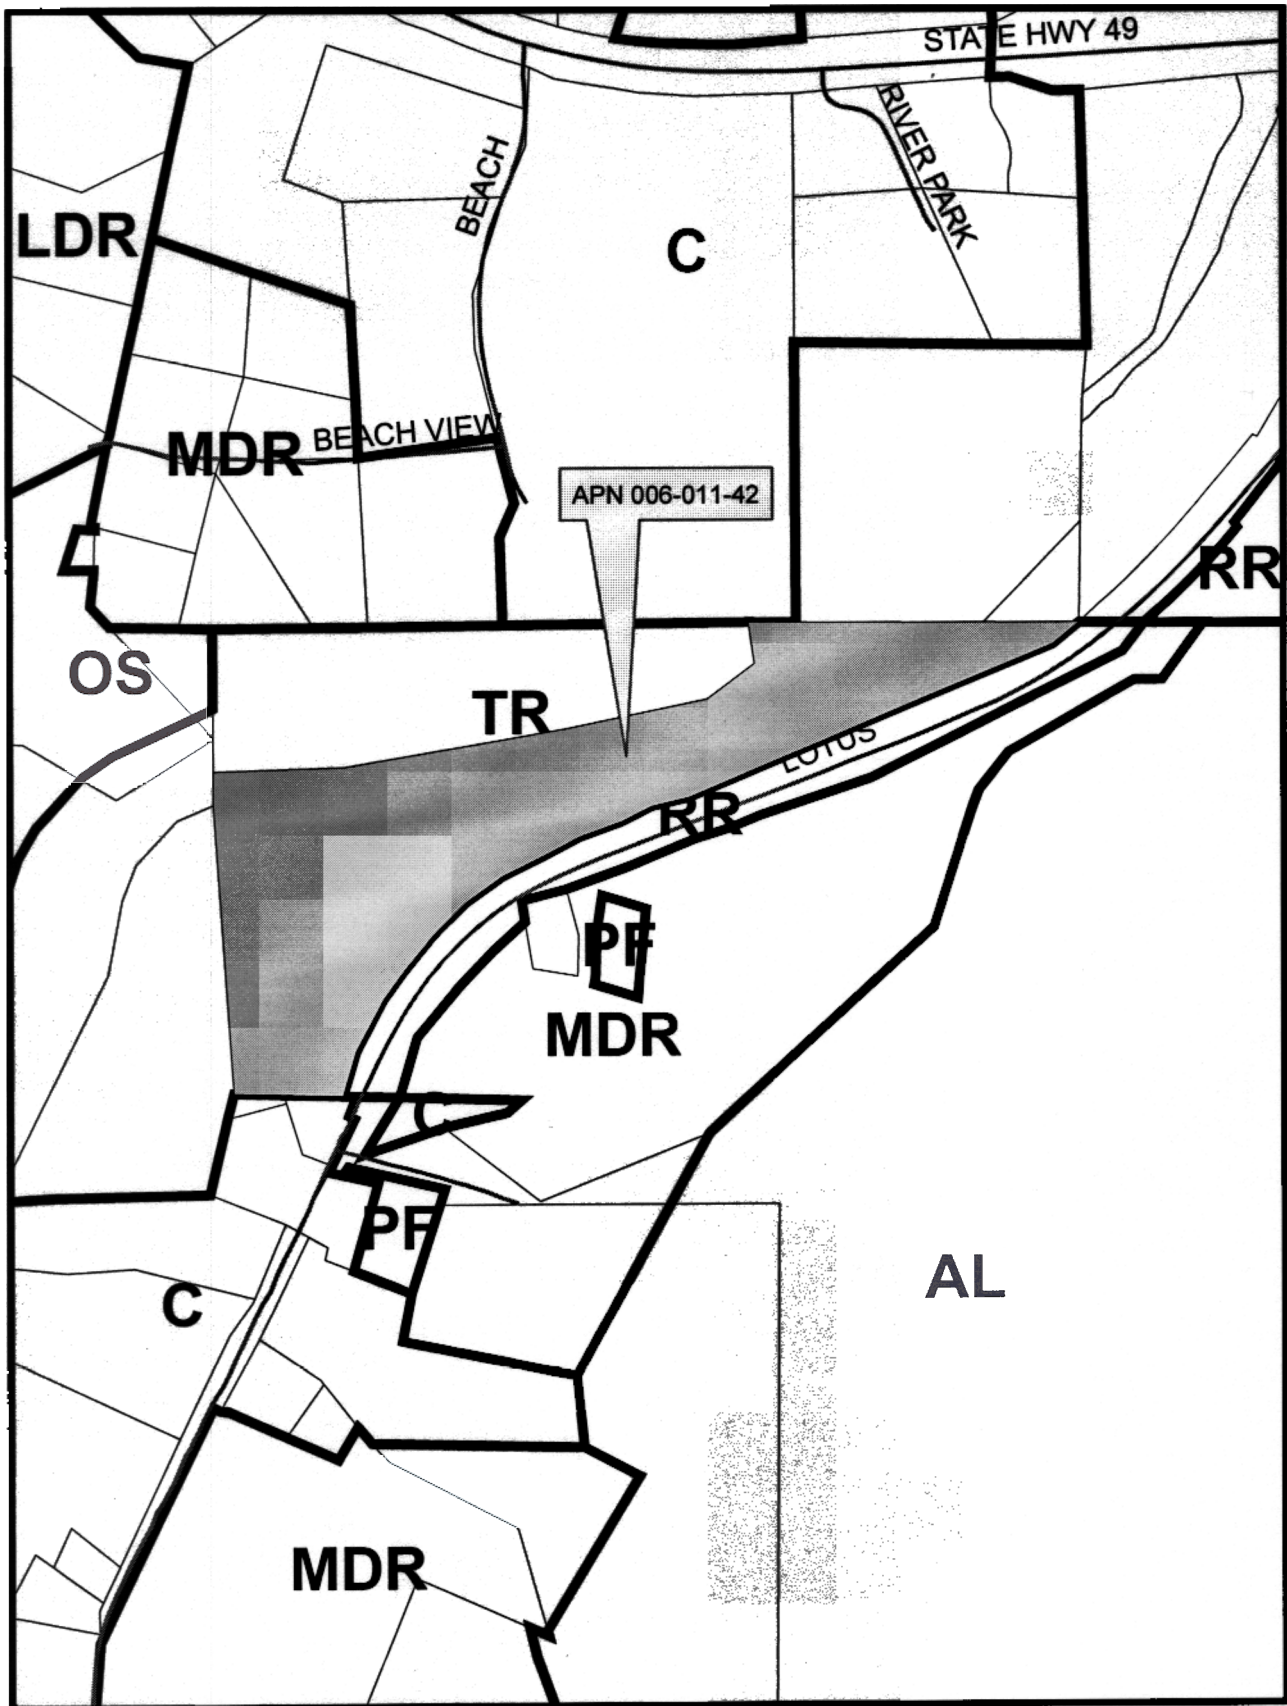 STATE HWY 49
RIVER PARK
BEACH
LDR
C
BEACH VIEW
MDR
APN 006-011-42
RR
OS
TR
LOTUS
RR
PF
MDR
C
PF
AL
C
MDR